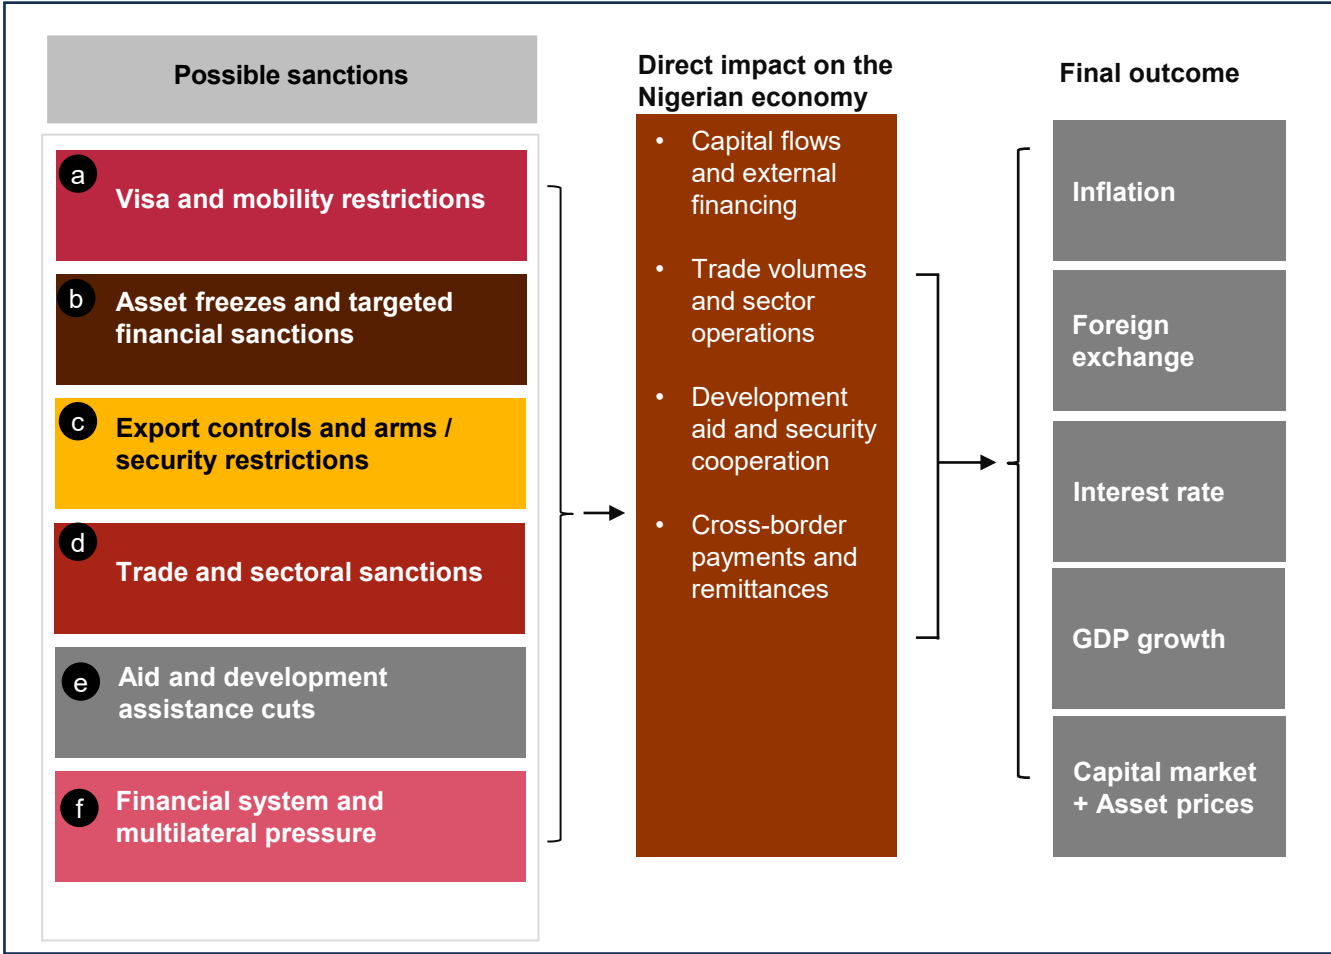 Possible sanctions
a
Visa and mobility restrictions
b
Asset freezes and targeted
financial sanctions
c
Export controls and arms /
security restrictions
d
Trade and sectoral sanctions
e
Aid and development
assistance cuts
f
Financial system and
multilateral pressure
Direct impact on the
Nigerian economy
• Capital flows
and external
financing
• Trade volumes
and sector
operations
• Development
aid and security
cooperation
• Cross-border
payments and
remittances
Final outcome
Inflation
Foreign
exchange
Interest rate
GDP growth
Capital market
+ Asset prices